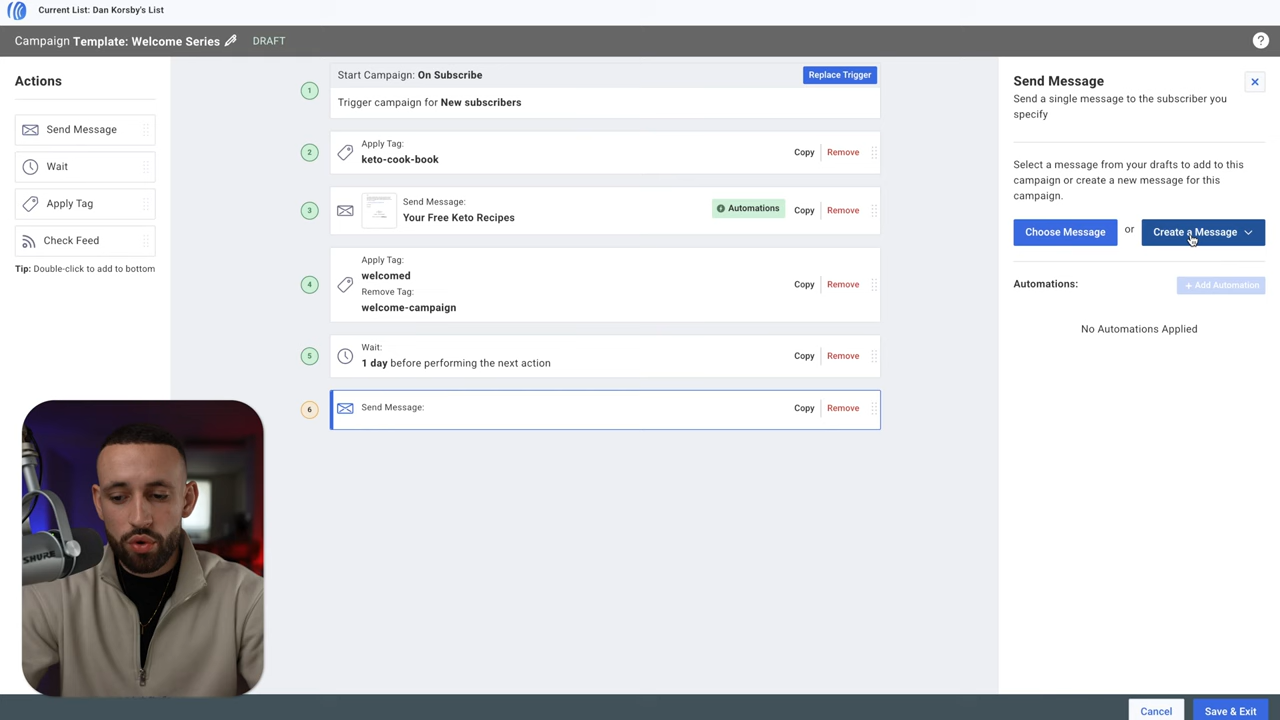 Current List: Dan Korsby's List
Campaign Template: Welcome Series DRAFT
?
Actions
Send Message
Wait
Apply Tag
Check Feed
Tip: Double-click to add to bottom
1
Start Campaign: On Subscribe
Replace Trigger
Trigger campaign for New subscribers
2
Apply Tag:
keto-cook-book
Copy Remove
3
Send Message:
Your Free Keto Recipes
Automations Copy Remove
4
Apply Tag:
welcomed
Remove Tag:
welcome-campaign
Copy Remove
5
Wait:
1 day before performing the next action
Copy Remove
6
Send Message:
Copy Remove
Send Message
Send a single message to the subscriber you
specify
Select a message from your drafts to add to this
campaign or create a new message for this
campaign.
Choose Message or Create a Message
Automations: + Add Automation
No Automations Applied
SHURE
Cancel Save & Exit